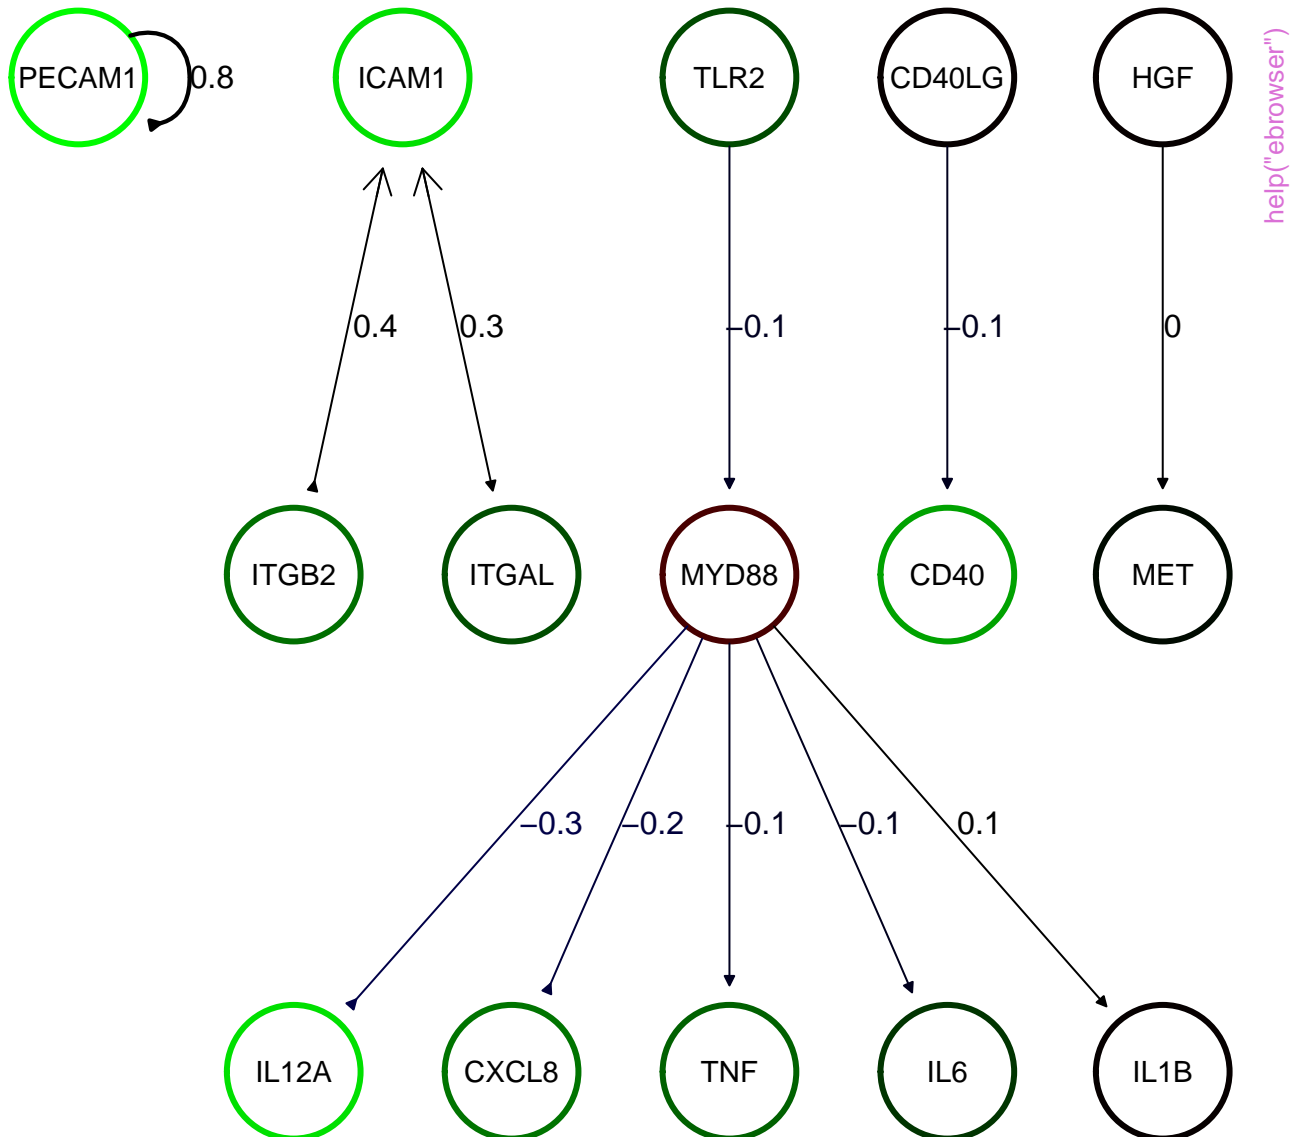 PECAM1
0.8
ICAM1
TLR2
CD40LG
HGF
help("ebrowser")
0.4
0.3
−0.1
−0.1
0
ITGB2
ITGAL
MYD88
CD40
MET
−0.3
−0.2
−0.1
−0.1
0.1
IL12A
CXCL8
TNF
IL6
IL1B